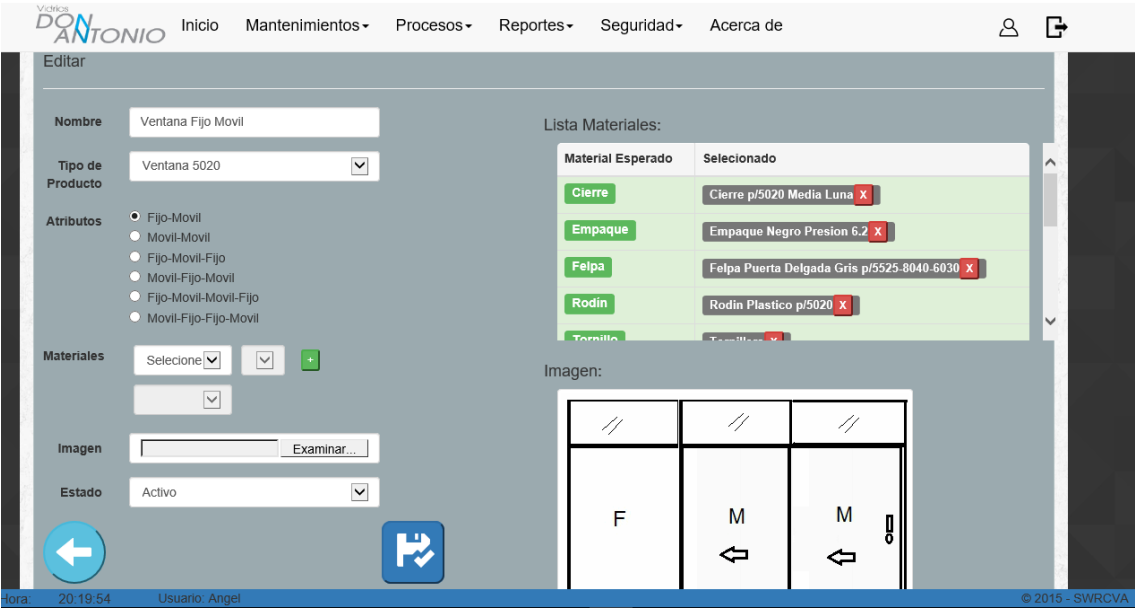 Vidrios
DON
ANTONIO
Inicio Mantenimientos Procesos Reportes Seguridad Acerca de
Editar
Nombre Ventana Fijo Movil
Tipo de Producto Ventana 5020
Atributos Fijo-Movil
Movil-Movil
Fijo-Movil-Fijo
Movil-Fijo-Movil
Fijo-Movil-Movil-Fijo
Movil-Fijo-Fijo-Movil
Materiales Selecione +
Imagen Examinar...
Estado Activo
Lista Materiales:
Material Esperado Selecionado
Cierre Cierre p/5020 Media Luna X
Empaque Empaque Negro Presion 6.2 X
Felpa Felpa Puerta Delgada Gris p/5525-8040-6030 X
Rodin Rodin Plastico p/5020 X
Tornillo Tornillos X
Imagen:
F M M
Hora: 20:19:54 Usuario: Angel © 2015 - SWRCVA